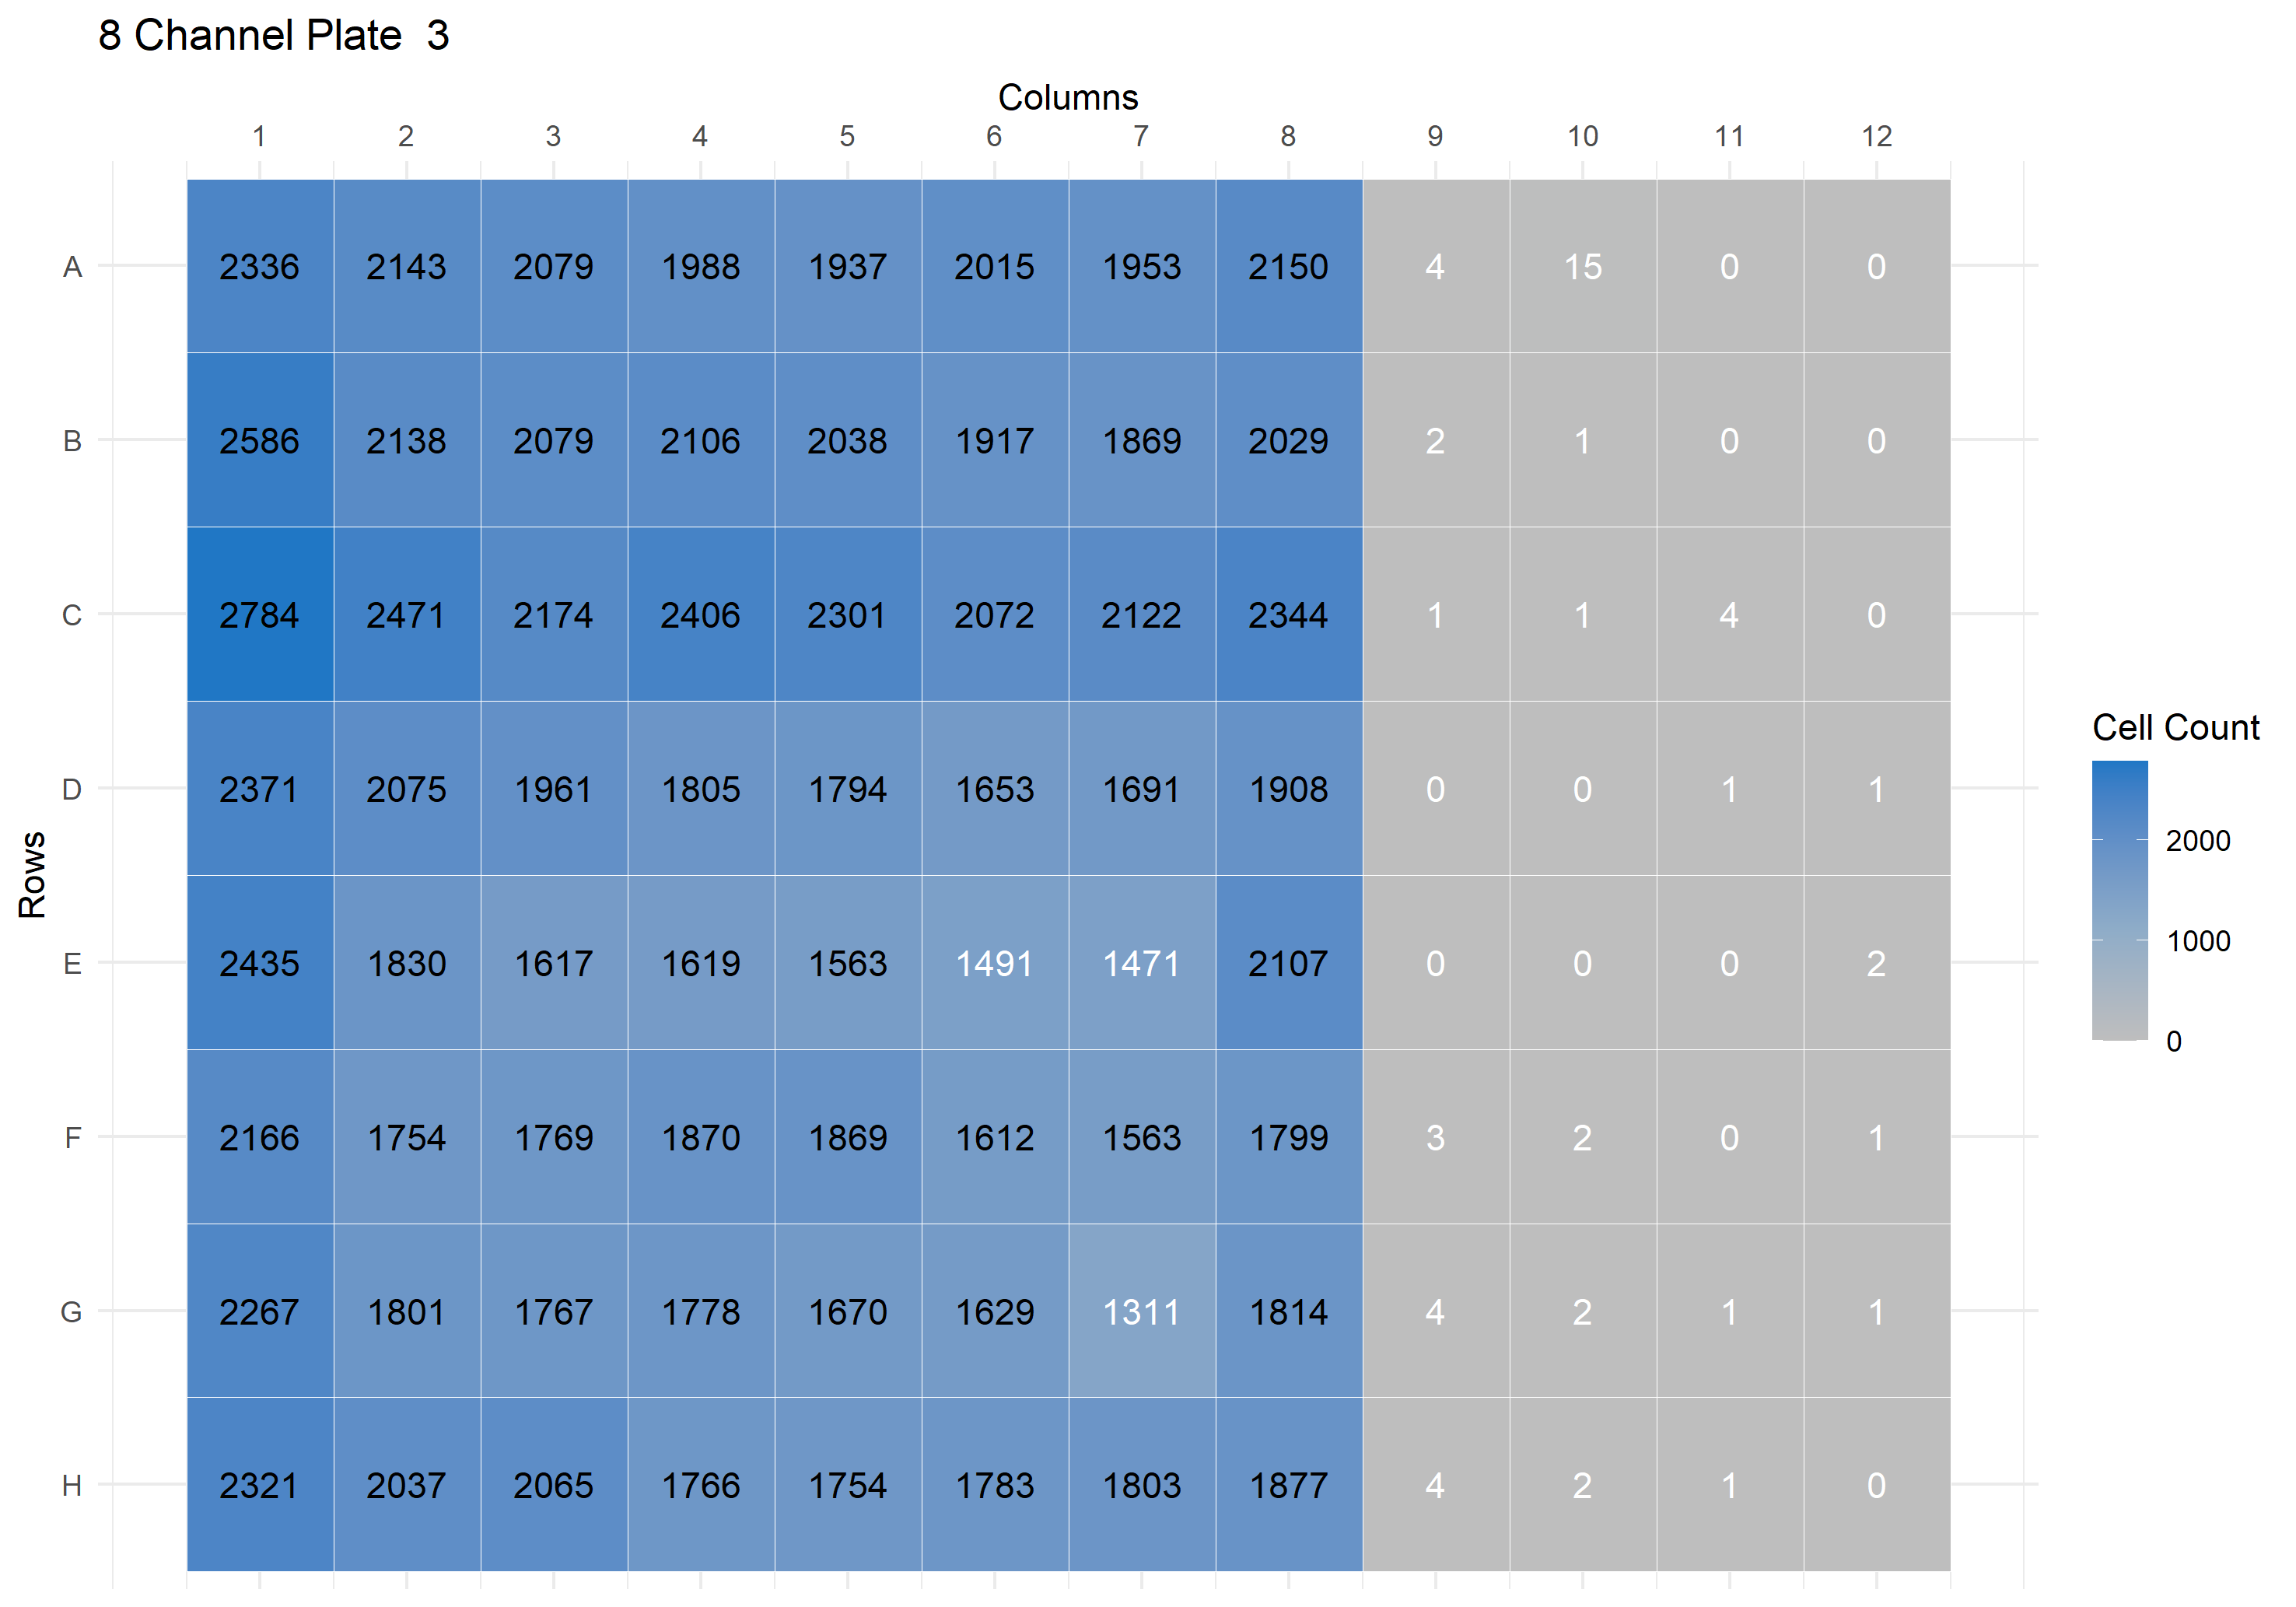 8 Channel Plate  3
Columns
1 2 3 4 5 6 7 8 9 10 11 12
A 2336 2143 2079 1988 1937 2015 1953 2150 4 15 0 0
B 2586 2138 2079 2106 2038 1917 1869 2029 2 1 0 0
C 2784 2471 2174 2406 2301 2072 2122 2344 1 1 4 0
D 2371 2075 1961 1805 1794 1653 1691 1908 0 0 1 1
E 2435 1830 1617 1619 1563 1491 1471 2107 0 0 0 2
F 2166 1754 1769 1870 1869 1612 1563 1799 3 2 0 1
G 2267 1801 1767 1778 1670 1629 1311 1814 4 2 1 1
H 2321 2037 2065 1766 1754 1783 1803 1877 4 2 1 0
Rows
Cell Count
2000
1000
0